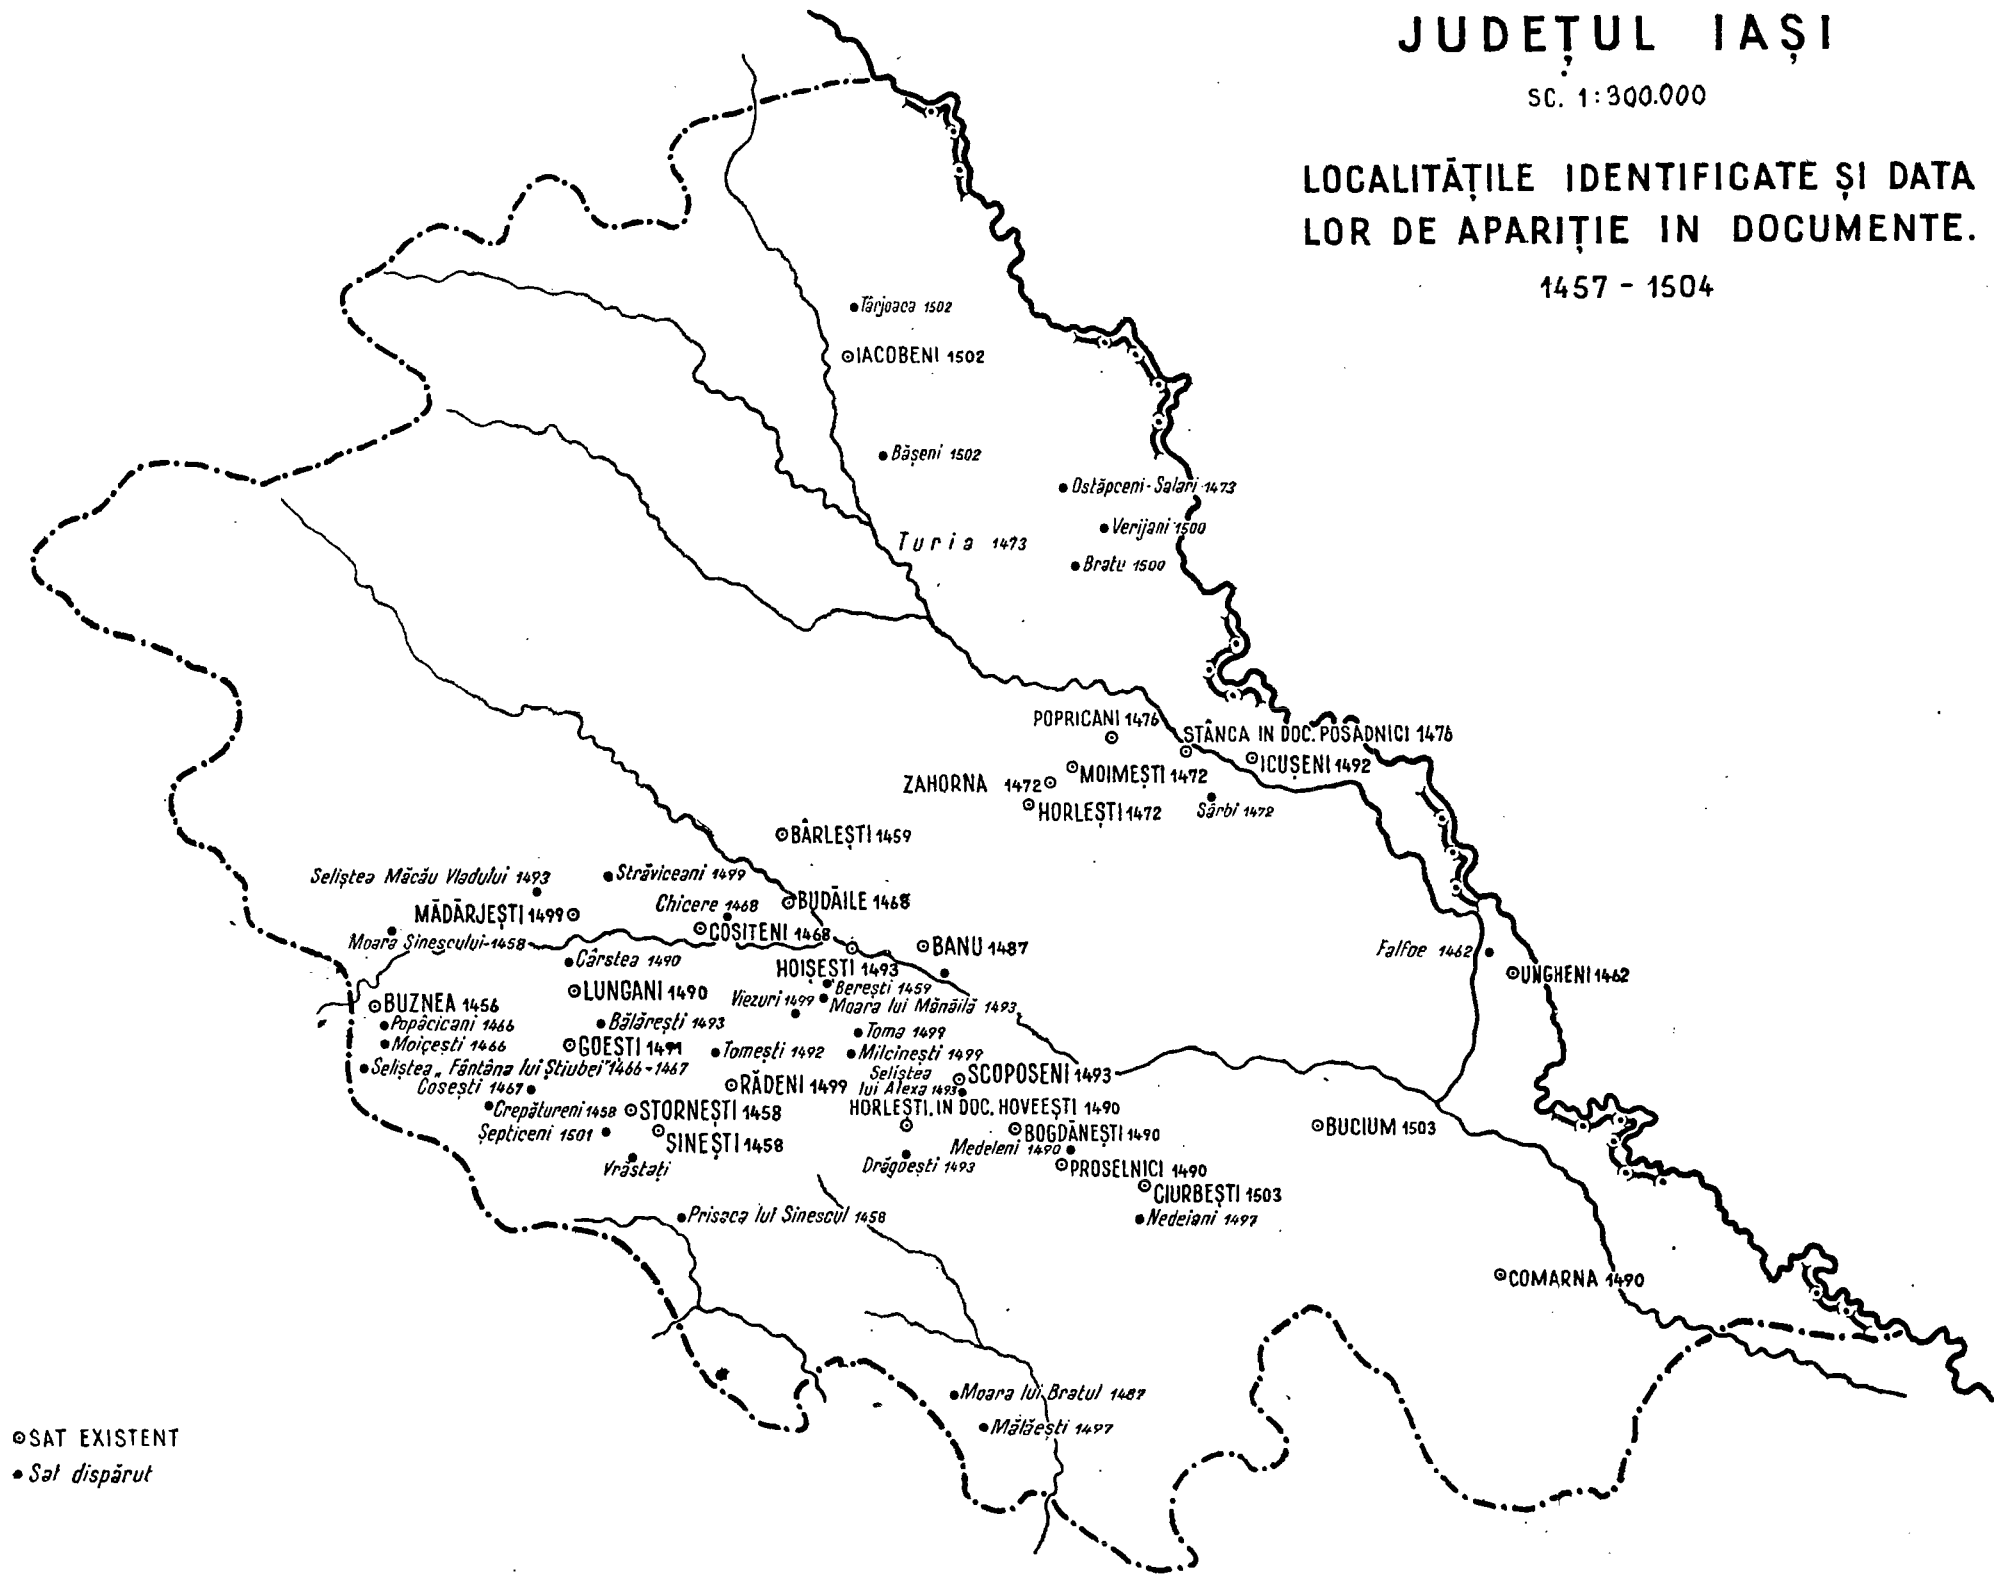 JUDEȚUL IAȘI
SC. 1:300.000
LOCALITĂȚILE IDENTIFICATE ȘI DATA
LOR DE APARIȚIE IN DOCUMENTE.
1457 - 1504
Târjoaca 1502
IACOBENI 1502
Bășeni 1502
Ostăpceni-Salari 1473
Verijani 1500
Turia 1473
Bratu 1500
POPRICANI 1476
STÂNCA IN DOC. POSADNICI 1476
ICUȘENI 1492
MOIMEȘTI 1472
ZAHORNA 1472
HORLEȘTI 1472
Sârbi 1472
BÂRLEȘTI 1459
Seliștea Măcău Vladului 1493
Străviceani 1499
Chicere 1468
BUDĂILE 1468
MĂDĂRJEȘTI 1499
COSITENI 1468
Moara Sinescului-1458
BANU 1487
Falfoe 1462
UNGHENI 1462
Cârstea 1490
HOIȘEȘTI 1493
Berești 1459
LUNGANI 1490
Viezuri 1499
Moara lui Mănăilă 1493
BUZNEA 1456
Popăcicani 1466
Bălărești 1493
Toma 1499
Moicești 1466
GOEȘTI 1491
Tomești 1492
Milcinești 1499
Seliștea „Fântâna lui Știubei" 1466-1467
Seliștea
lui Alexa 1493
SCOPOSENI 1493
Cosești 1467
RĂDENI 1499
Crepătureni 1458
STORNEȘTI 1458
HORLEȘTI. IN DOC. HOVEEȘTI 1490
Șepticeni 1501
SINEȘTI 1458
BOGDĂNEȘTI 1490
BUCIUM 1503
Medeleni 1490
Vrăstați
Drăgoești 1493
PROSELNICI 1490
CIURBEȘTI 1503
Prisaca lui Sinescul 1458
Nedeiani 1497
COMARNA 1490
Moara lui Bratul 1487
Mălăești 1497
SAT EXISTENT
Sat dispărut